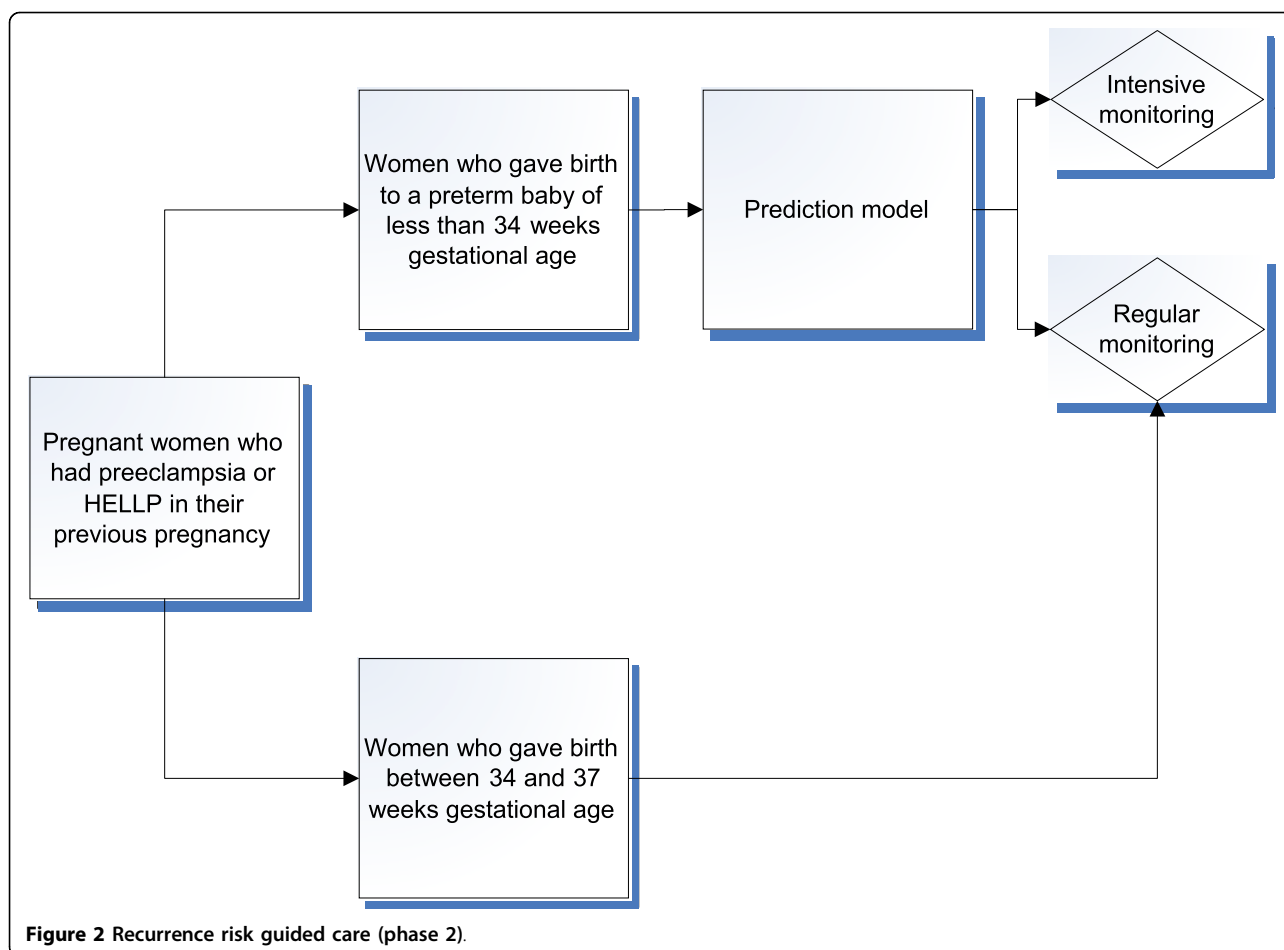 Pregnant women who
had preeclampsia or
HELLP in their
previous pregnancy
Women who gave birth
to a preterm baby of
less than 34 weeks
gestational age
Prediction model
Intensive
monitoring
Regular
monitoring
Women who gave birth
between 34 and 37
weeks gestational age
Figure 2 Recurrence risk guided care (phase 2).